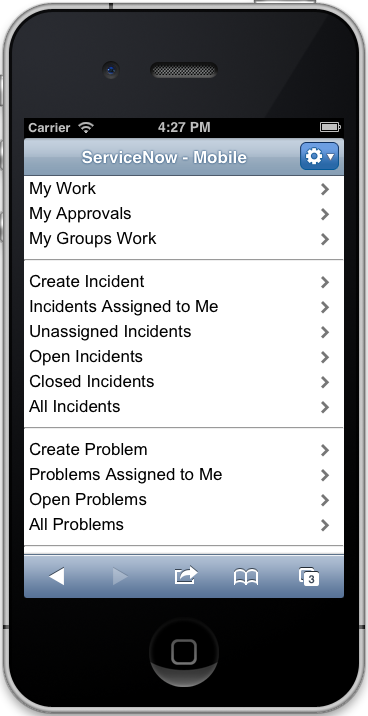 Carrier 4:27 PM
ServiceNow - Mobile
My Work
My Approvals
My Groups Work
Create Incident
Incidents Assigned to Me
Unassigned Incidents
Open Incidents
Closed Incidents
All Incidents
Create Problem
Problems Assigned to Me
Open Problems
All Problems
3